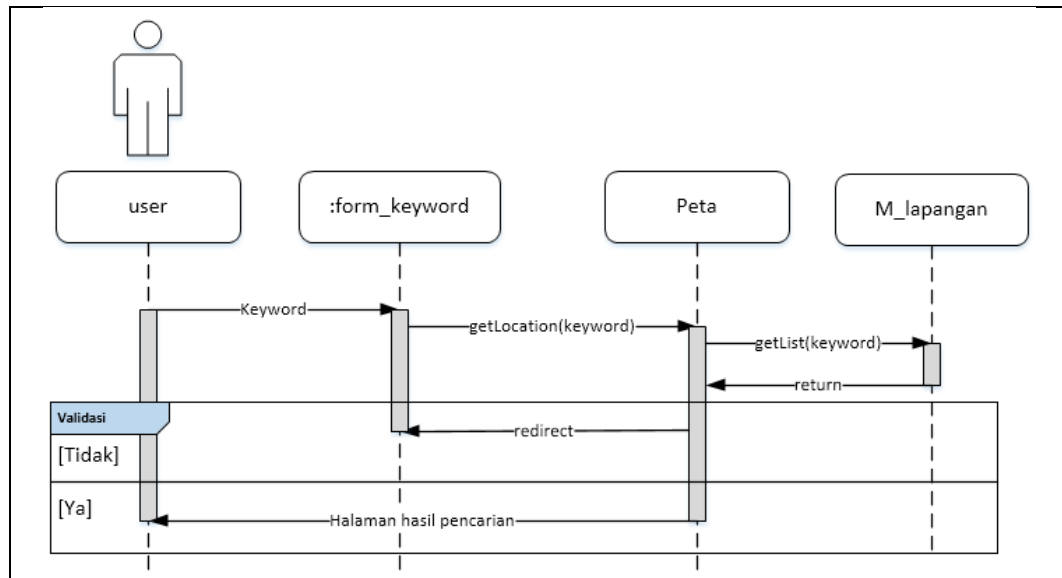 user
:form_keyword
Peta
M_lapangan
Keyword
getLocation(keyword)
getList(keyword)
return
Validasi
redirect
[Tidak]
[Ya]
Halaman hasil pencarian